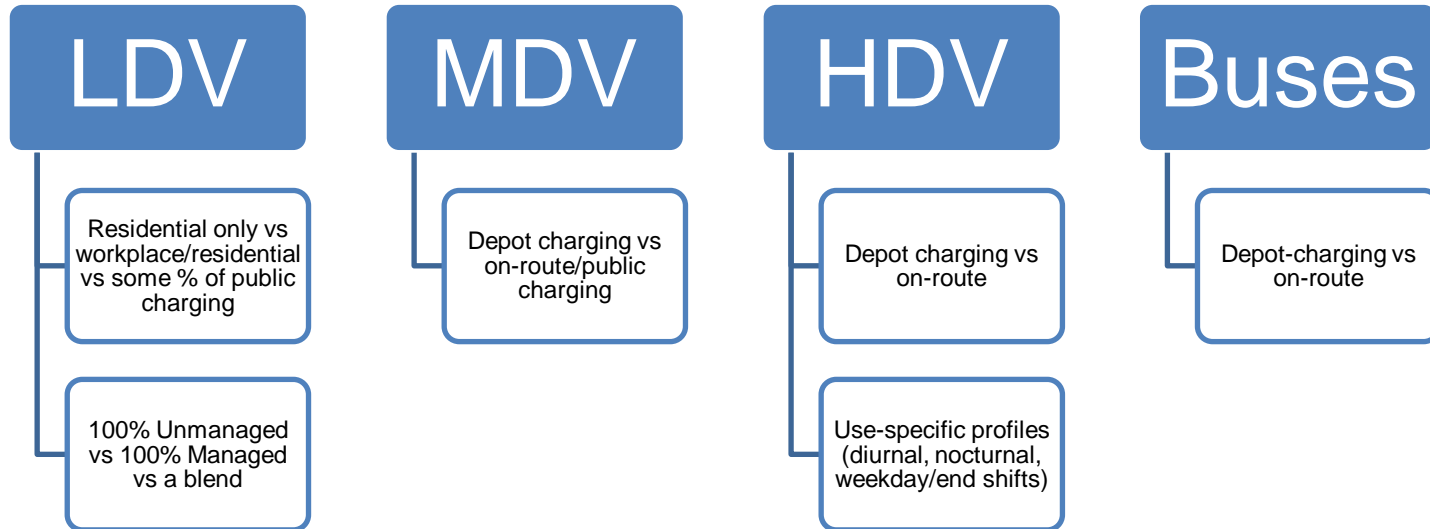 LDV
Residential only vs
workplace/residential
vs some % of public
charging
100% Unmanaged
vs 100% Managed
vs a blend
MDV
Depot charging vs
on-route/public
charging
HDV
Depot charging vs
on-route
Use-specific profiles
(diurnal, nocturnal,
weekday/end shifts)
Buses
Depot-charging vs
on-route